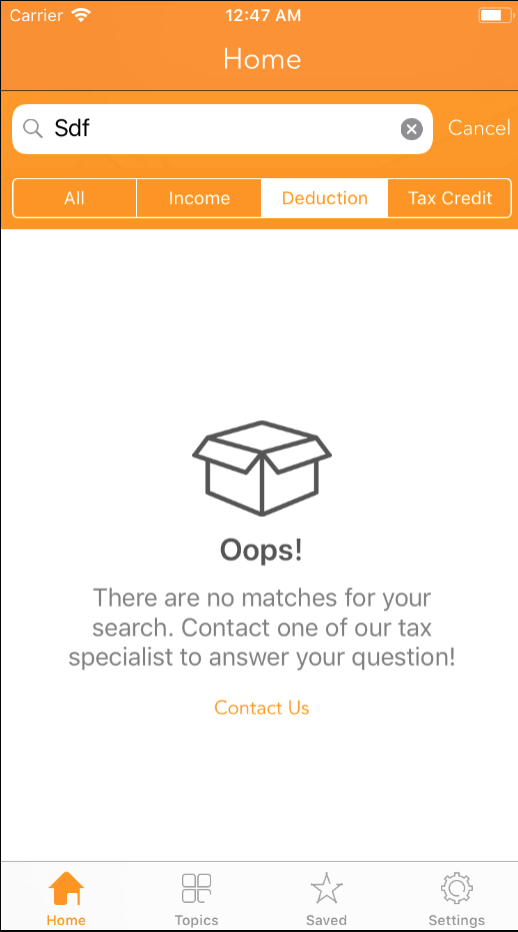 Carrier 12:47 AM
Home
Sdf Cancel
All Income Deduction Tax Credit
Oops!
There are no matches for your
search. Contact one of our tax
specialist to answer your question!
Contact Us
Home Topics Saved Settings